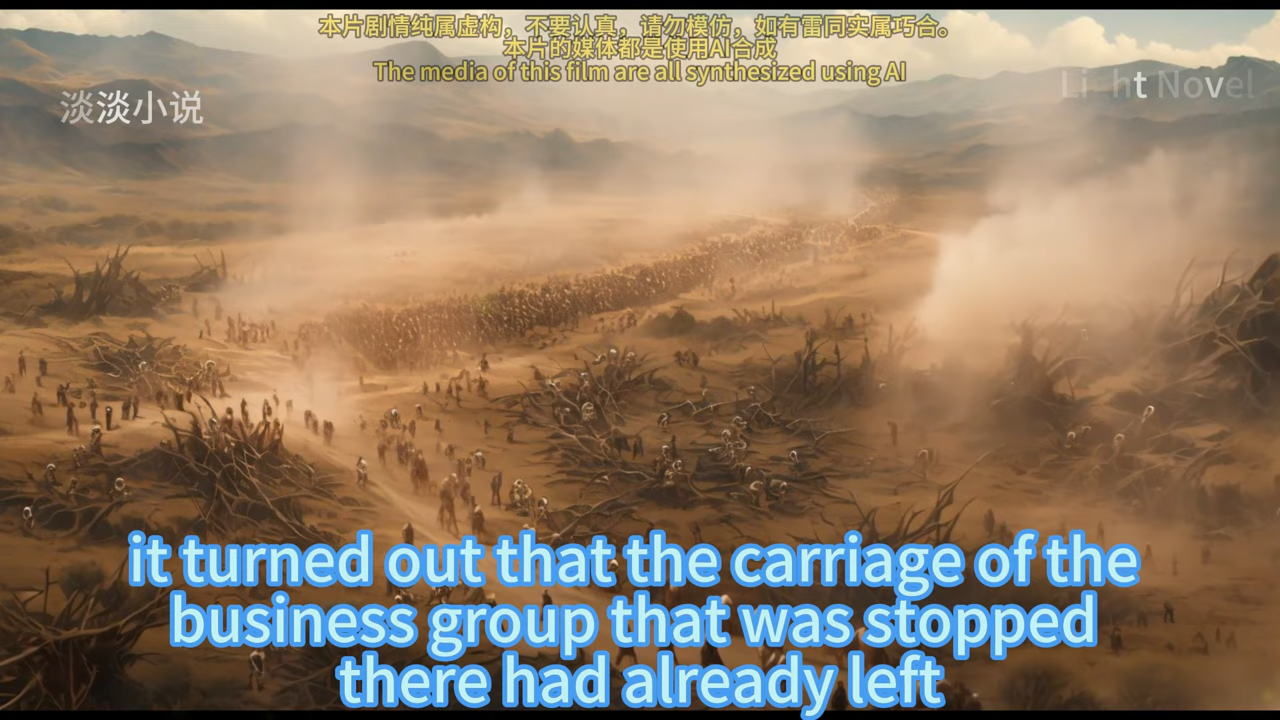 本片剧情纯属虚构，不要认真，请勿模仿，如有雷同实属巧合。
本片的媒体都是使用AI合成
The media of this film are all synthesized using AI
淡淡小说
Light Novel
it turned out that the carriage of the
business group that was stopped
there had already left